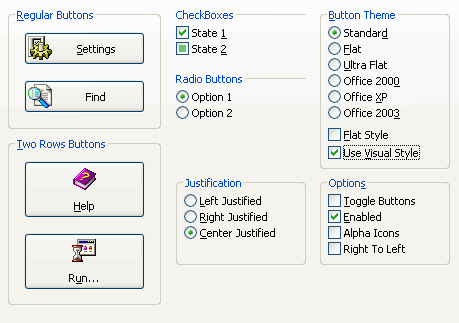 Regular Buttons
Settings
Find
Two Rows Buttons
Help
Run...
CheckBoxes
State 1
State 2
Radio Buttons
Option 1
Option 2
Justification
Left Justified
Right Justified
Center Justified
Button Theme
Standard
Flat
Ultra Flat
Office 2000
Office XP
Office 2003
Flat Style
Use Visual Style
Options
Toggle Buttons
Enabled
Alpha Icons
Right To Left